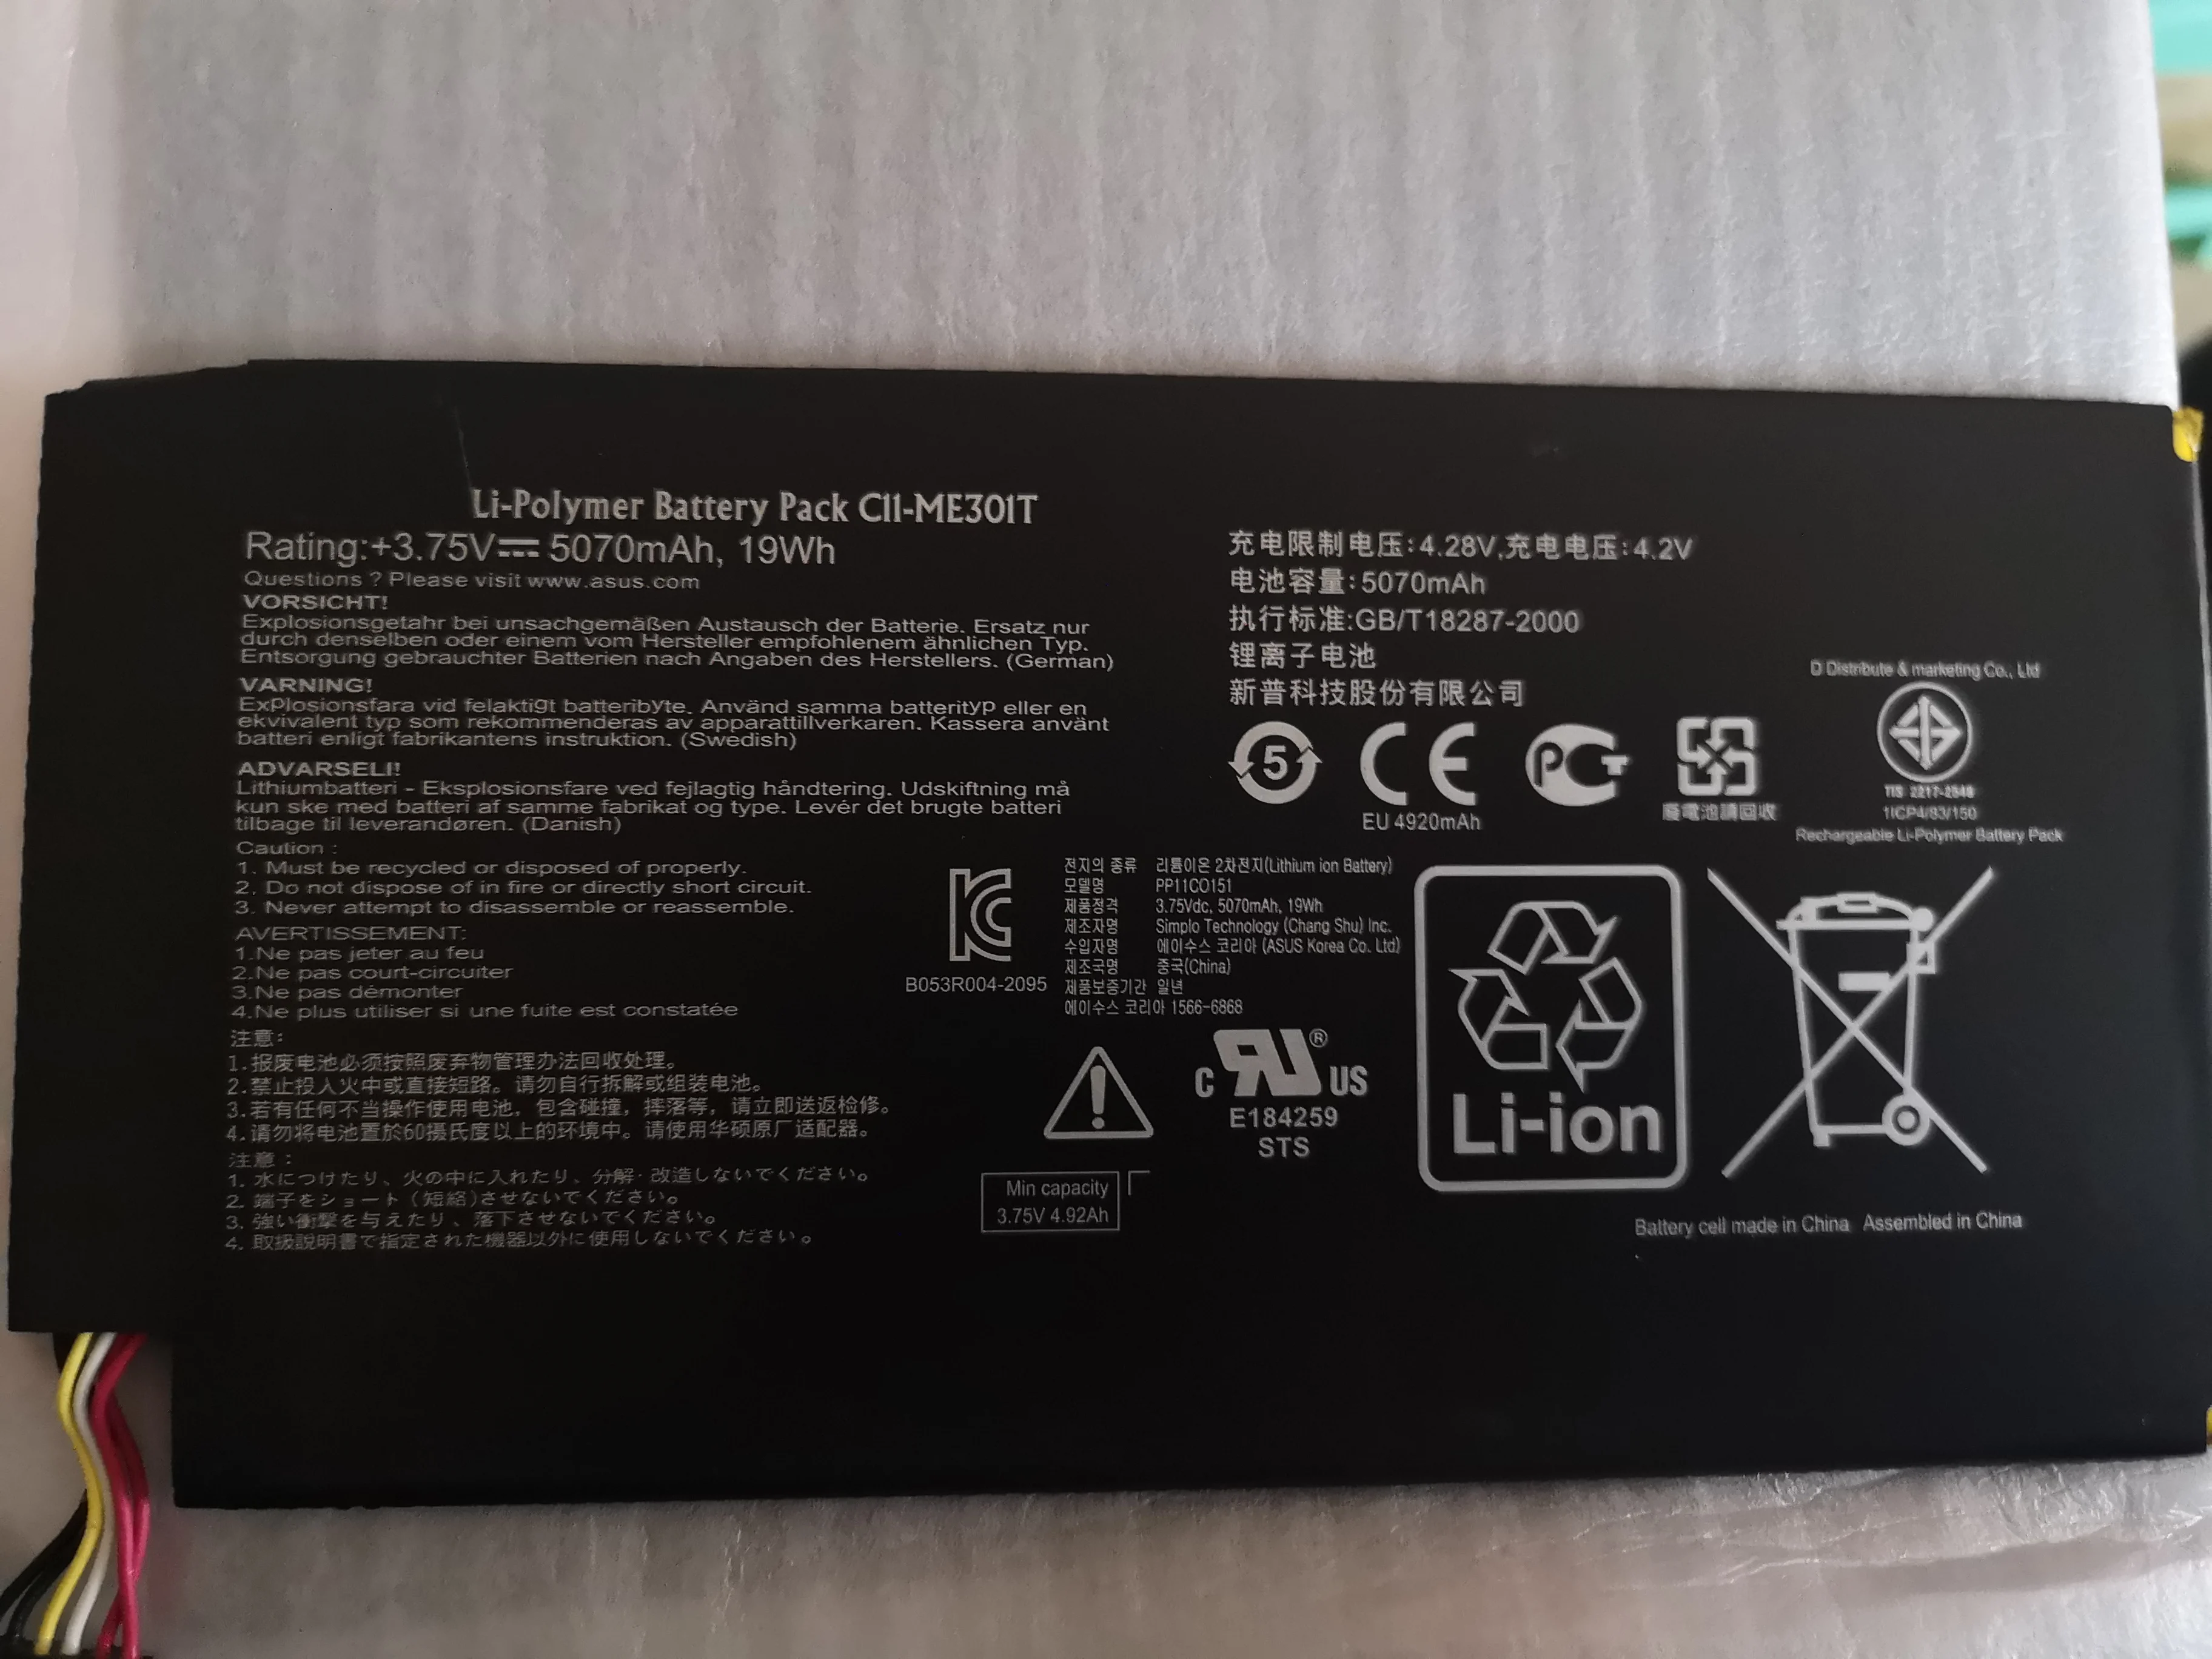 Li-Polymer Battery Pack C11-ME301T
Rating:+3.75V⎓ 5070mAh, 19Wh
Questions ? Please visit www.asus.com
VORSICHT!
Explosionsgetahr bei unsachgemäßen Austausch der Batterie. Ersatz nur
durch denselben oder einem vom Hersteller empfohlenem ähnlichen Typ.
Entsorgung gebrauchter Batterien nach Angaben des Herstellers. (German)
VARNING!
Explosionsfara vid felaktigt batteribyte. Använd samma batterityp eller en
ekvivalent typ som rekommenderas av apparattillverkaren. Kassera använt
batteri enligt fabrikantens instruktion. (Swedish)
ADVARSELI!
Lithiumbatteri - Eksplosionsfare ved fejlagtig håndtering. Udskiftning må
kun ske med batteri af samme fabrikat og type. Levér det brugte batteri
tilbage til leverandøren. (Danish)
Caution :
1. Must be recycled or disposed of properly.
2. Do not dispose of in fire or directly short circuit.
3. Never attempt to disassemble or reassemble.
AVERTISSEMENT:
1.Ne pas jeter au feu
2.Ne pas court-circuiter
3.Ne pas démonter
4.Ne plus utiliser si une fuite est constatée
注意:
1.报废电池必须按照废弃物管理办法回收处理。
2.禁止投入火中或直接短路。请勿自行拆解或组装电池。
3.若有任何不当操作使用电池，包含碰撞，摔落等，请立即送返检修。
4.请勿将电池置於60摄氏度以上的环境中。请使用华硕原厂适配器。
注意：
1. 水につけたり、火の中に入れたり、分解·改造しないでください。
2. 端子をショート（短絡)させないでください。
3. 強い衝撃を与えたり、落下させないでください。
4. 取扱説明書で指定された機器以外に使用しないでください。
充电限制电压:4.28V,充电电压:4.2V
电池容量:5070mAh
执行标准:GB/T18287-2000
锂离子电池
新普科技股份有限公司
5
CE
EU 4920mAh
PCT
廢電池請回收
D Distribute & marketing Co., Ltd
TIS 2217-2548
1ICP4/83/150
Rechargeable Li-Polymer Battery Pack
KC
B053R004-2095
전지의 종류 리튬이온 2차전지(Lithium ion Battery)
모델명 PP11CO151
제품정격 3.75Vdc, 5070mAh, 19Wh
제조자명 Simplo Technology (Chang Shu) Inc.
수입자명 에이수스 코리아 (ASUS Korea Co. Ltd)
제조국명 중국(China)
제품보증기간 일년
에이수스 코리아 1566-6868
c RU ® US
E184259
STS
Min capacity
3.75V 4.92Ah
Li-ion
Battery cell made in China Assembled in China